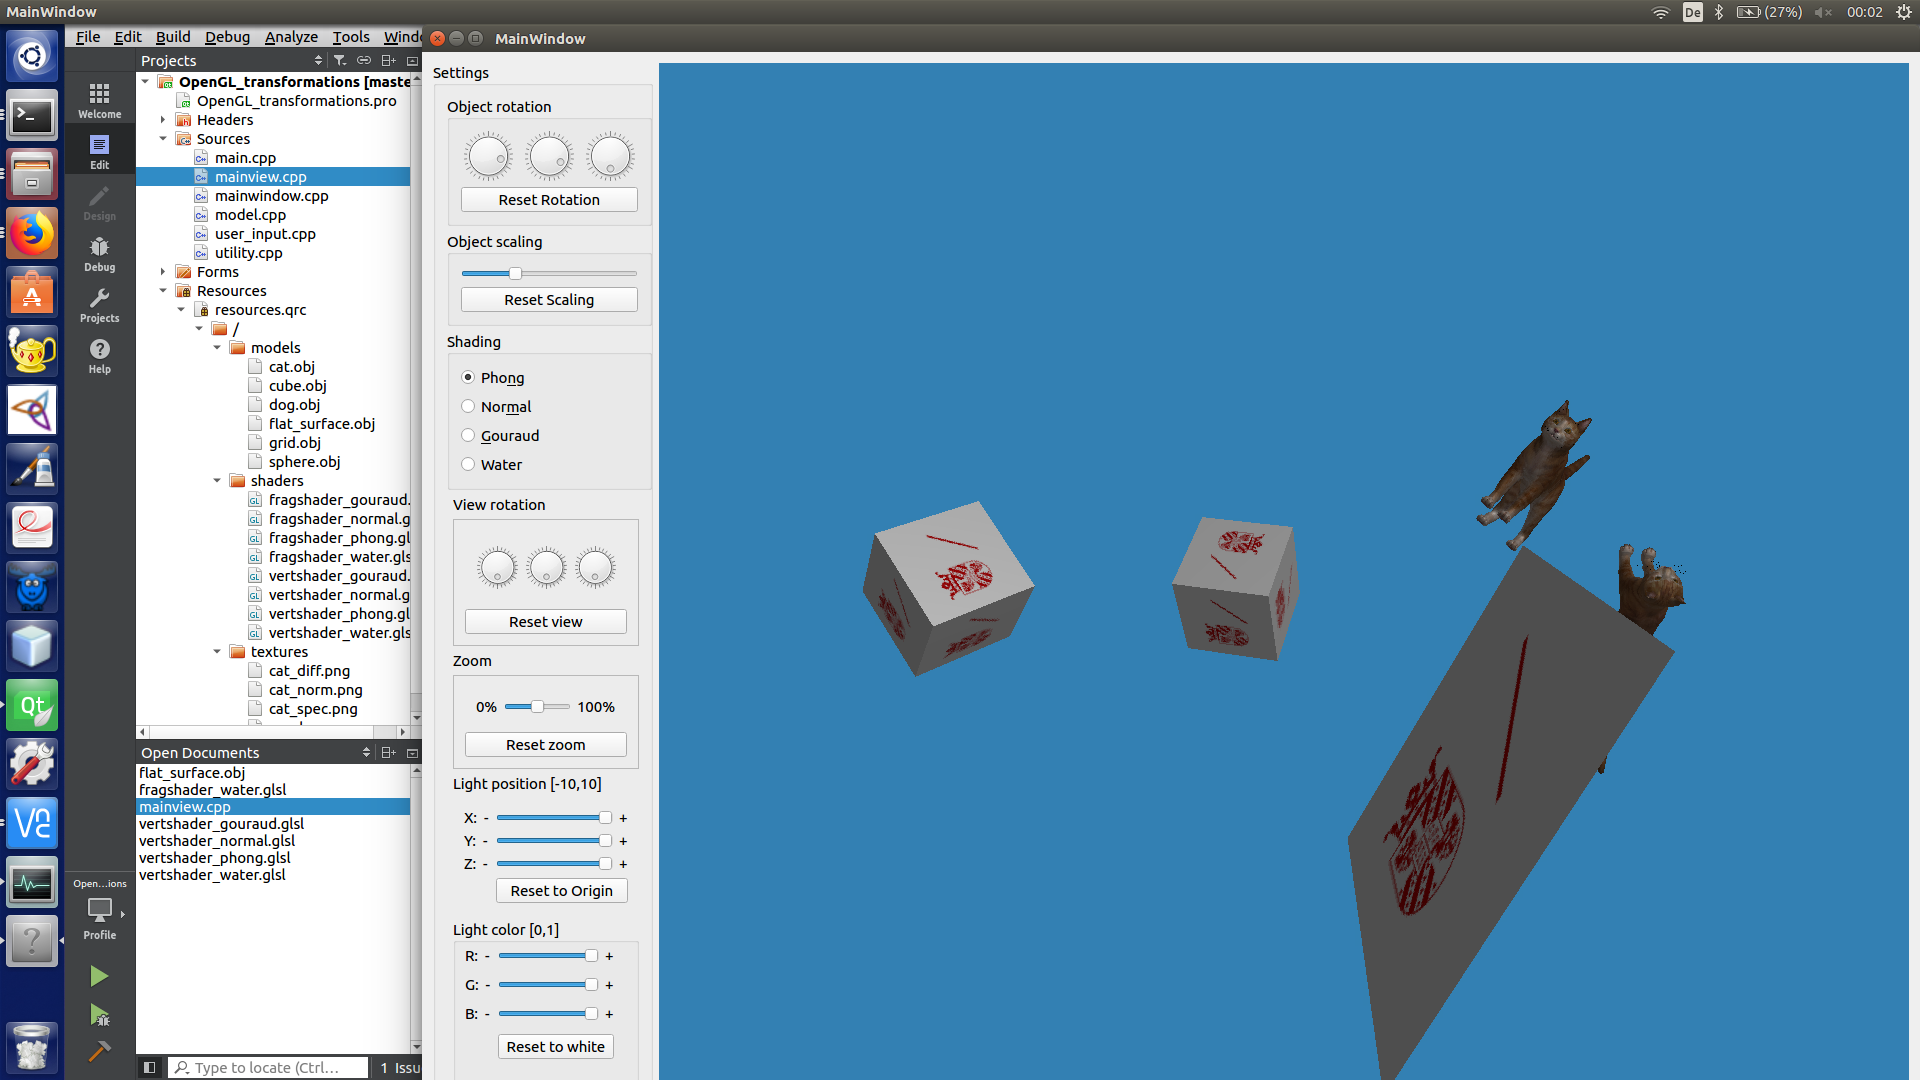 MainWindow
De
(27%)
00:02
File Edit Build Debug Analyze Tools Windo
MainWindow
Welcome
Edit
Design
Debug
Projects
Help
Open...ions
Profile
Projects
OpenGL_transformations [maste
OpenGL_transformations.pro
Headers
Sources
main.cpp
mainview.cpp
mainwindow.cpp
model.cpp
user_input.cpp
utility.cpp
Forms
Resources
resources.qrc
/
models
cat.obj
cube.obj
dog.obj
flat_surface.obj
grid.obj
sphere.obj
shaders
fragshader_gouraud.
fragshader_normal.g
fragshader_phong.gl
fragshader_water.gls
vertshader_gouraud.
vertshader_normal.g
vertshader_phong.gl
vertshader_water.gls
textures
cat_diff.png
cat_norm.png
cat_spec.png
Open Documents
flat_surface.obj
fragshader_water.glsl
mainview.cpp
vertshader_gouraud.glsl
vertshader_normal.glsl
vertshader_phong.glsl
vertshader_water.glsl
Type to locate (Ctrl...
1 Issu
Settings
Object rotation
Reset Rotation
Object scaling
Reset Scaling
Shading
Phong
Normal
Gouraud
Water
View rotation
Reset view
Zoom
0% 100%
Reset zoom
Light position [-10,10]
X: - +
Y: - +
Z: - +
Reset to Origin
Light color [0,1]
R: - +
G: - +
B: - +
Reset to white